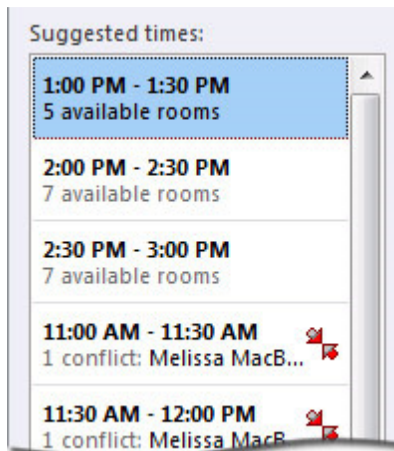 Suggested times:
1:00 PM - 1:30 PM
5 available rooms
2:00 PM - 2:30 PM
7 available rooms
2:30 PM - 3:00 PM
7 available rooms
11:00 AM - 11:30 AM
1 conflict: Melissa MacB...
11:30 AM - 12:00 PM
1 conflict: Melissa MacB